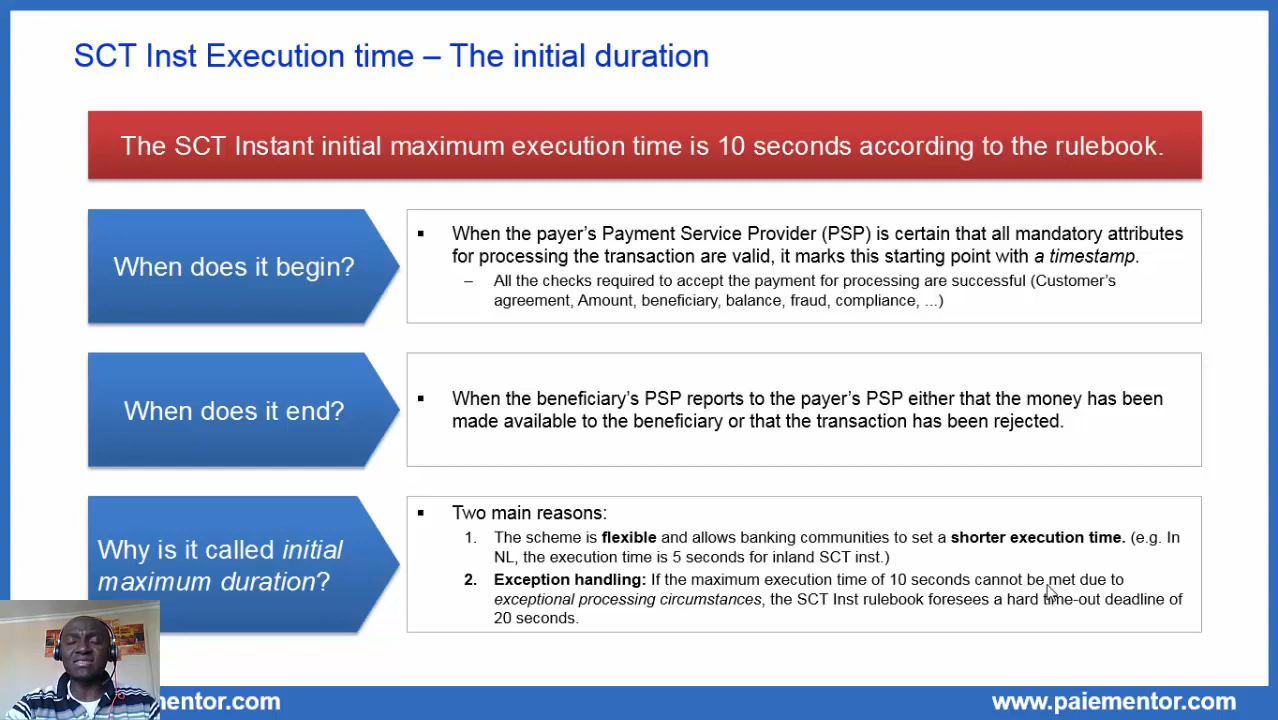 SCT Inst Execution time – The initial duration
The SCT Instant initial maximum execution time is 10 seconds according to the rulebook.
When does it begin?
▪ When the payer's Payment Service Provider (PSP) is certain that all mandatory attributes
for processing the transaction are valid, it marks this starting point with a timestamp.
– All the checks required to accept the payment for processing are successful (Customer's
agreement, Amount, beneficiary, balance, fraud, compliance, ...)
When does it end?
▪ When the beneficiary's PSP reports to the payer's PSP either that the money has been
made available to the beneficiary or that the transaction has been rejected.
Why is it called initial
maximum duration?
▪ Two main reasons:
1. The scheme is flexible and allows banking communities to set a shorter execution time. (e.g. In
NL, the execution time is 5 seconds for inland SCT inst.)
2. Exception handling: If the maximum execution time of 10 seconds cannot be met due to
exceptional processing circumstances, the SCT Inst rulebook foresees a hard time-out deadline of
20 seconds.
mentor.com
www.paiementor.com